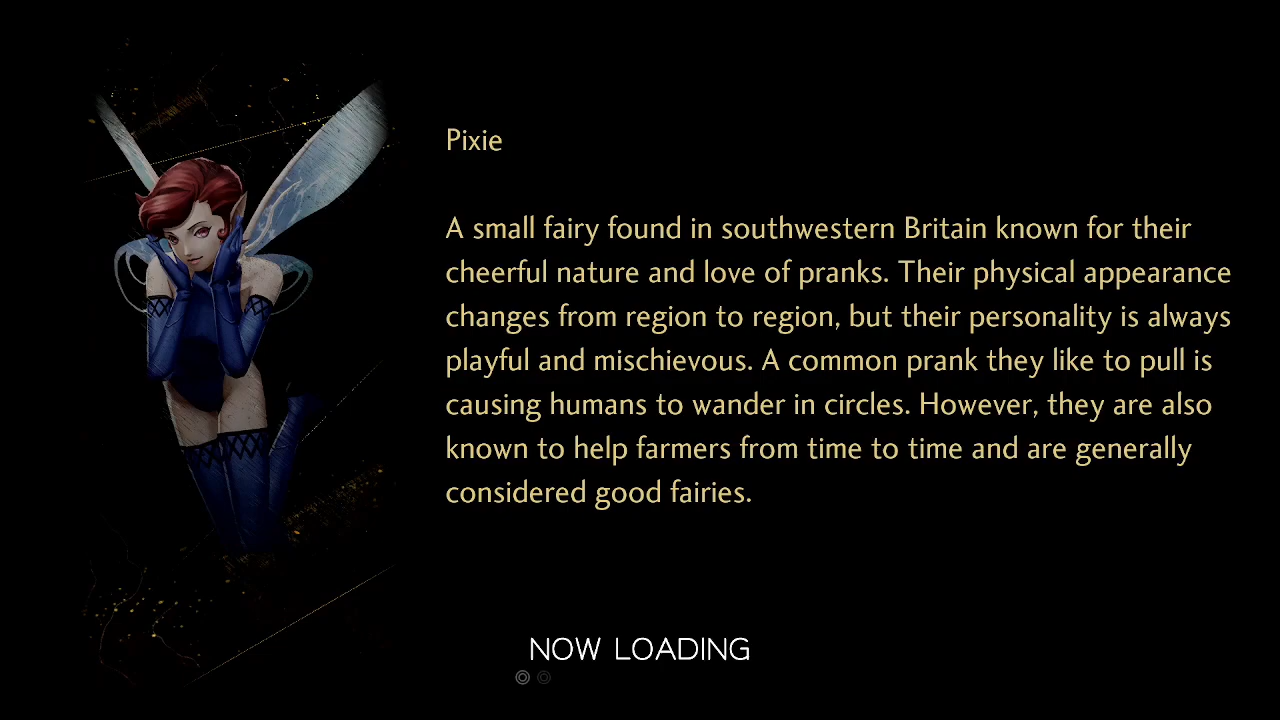 Pixie
A small fairy found in southwestern Britain known for their
cheerful nature and love of pranks. Their physical appearance
changes from region to region, but their personality is always
playful and mischievous. A common prank they like to pull is
causing humans to wander in circles. However, they are also
known to help farmers from time to time and are generally
considered good fairies.
NOW LOADING